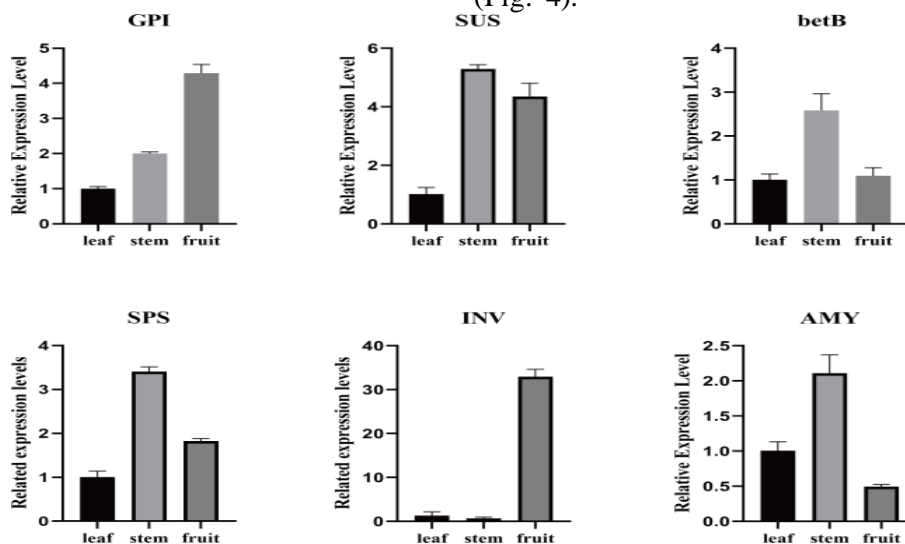 (Fig. 4).
GPI SUS betB
Relative Expression Level
5
4
3
2
1
0
leaf stem fruit
Relative Expression Level
6
4
2
0
leaf stem fruit
Relative Expression Level
4
3
2
1
0
leaf stem fruit
SPS INV AMY
Related expression levels
4
3
2
1
0
leaf stem fruit
Related expression levels
40
30
20
10
0
leaf stem fruit
Relative Expression Level
2.5
2.0
1.5
1.0
0.5
0.0
leaf stem fruit